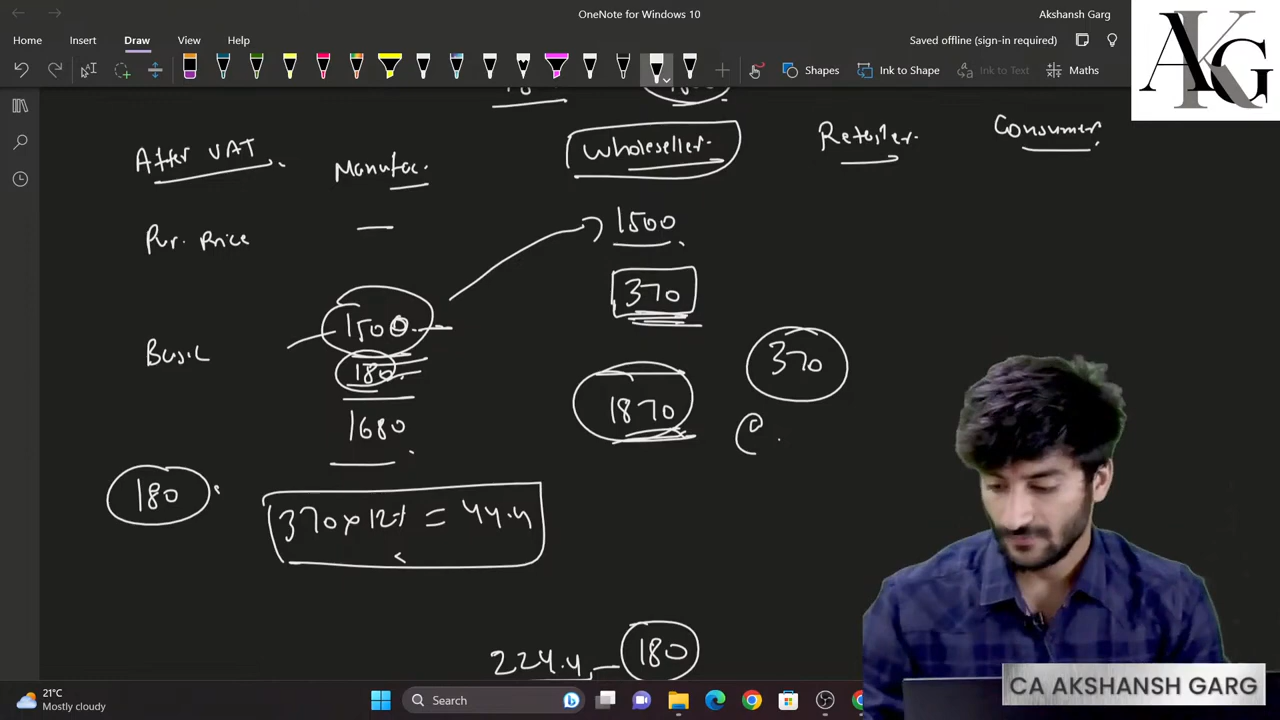 OneNote for Windows 10
Akshansh Garg
Home Insert Draw View Help
Saved offline (sign-in required)
Shapes Ink to Shape Ink to Text Maths
AKG
After VAT Manufac. Wholeseller Retailer Consumer
Pur. Price — 1500
370
Basic 1500
180
1680
1870
370
@
180
370 x 12% = 44.4
224.4 — 180
21°C
Mostly cloudy
Search
CA AKSHANSH GARG